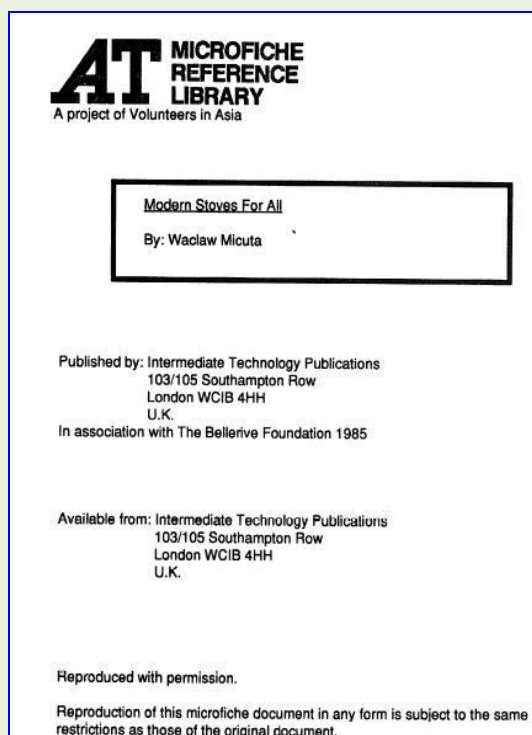 AT MICROFICHE
REFERENCE
LIBRARY
A project of Volunteers in Asia
Modern Stoves For All
By: Waclaw Micuta
Published by: Intermediate Technology Publications
103/105 Southampton Row
London WCIB 4HH
U.K.
In association with The Bellerive Foundation 1985
Available from: Intermediate Technology Publications
103/105 Southampton Row
London WCIB 4HH
U.K.
Reproduced with permission.
Reproduction of this microfiche document in any form is subject to the same
restrictions as those of the original document.